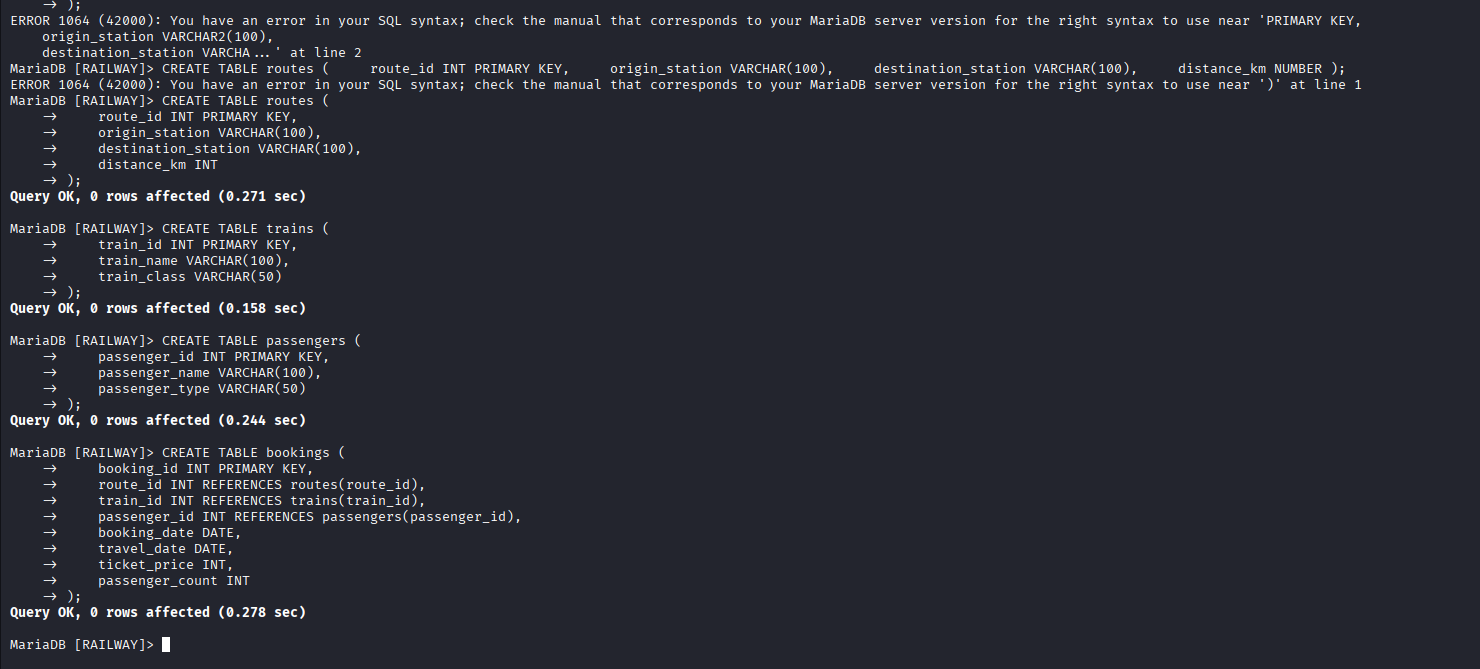 → );
ERROR 1064 (42000): You have an error in your SQL syntax; check the manual that corresponds to your MariaDB server version for the right syntax to use near 'PRIMARY KEY,
    origin_station VARCHAR2(100),
    destination_station VARCHA...' at line 2
MariaDB [RAILWAY]> CREATE TABLE routes (     route_id INT PRIMARY KEY,     origin_station VARCHAR(100),     destination_station VARCHAR(100),     distance_km NUMBER );
ERROR 1064 (42000): You have an error in your SQL syntax; check the manual that corresponds to your MariaDB server version for the right syntax to use near ')' at line 1
MariaDB [RAILWAY]> CREATE TABLE routes (
    →     route_id INT PRIMARY KEY,
    →     origin_station VARCHAR(100),
    →     destination_station VARCHAR(100),
    →     distance_km INT
    → );
Query OK, 0 rows affected (0.271 sec)

MariaDB [RAILWAY]> CREATE TABLE trains (
    →     train_id INT PRIMARY KEY,
    →     train_name VARCHAR(100),
    →     train_class VARCHAR(50)
    → );
Query OK, 0 rows affected (0.158 sec)

MariaDB [RAILWAY]> CREATE TABLE passengers (
    →     passenger_id INT PRIMARY KEY,
    →     passenger_name VARCHAR(100),
    →     passenger_type VARCHAR(50)
    → );
Query OK, 0 rows affected (0.244 sec)

MariaDB [RAILWAY]> CREATE TABLE bookings (
    →     booking_id INT PRIMARY KEY,
    →     route_id INT REFERENCES routes(route_id),
    →     train_id INT REFERENCES trains(train_id),
    →     passenger_id INT REFERENCES passengers(passenger_id),
    →     booking_date DATE,
    →     travel_date DATE,
    →     ticket_price INT,
    →     passenger_count INT
    → );
Query OK, 0 rows affected (0.278 sec)

MariaDB [RAILWAY]>